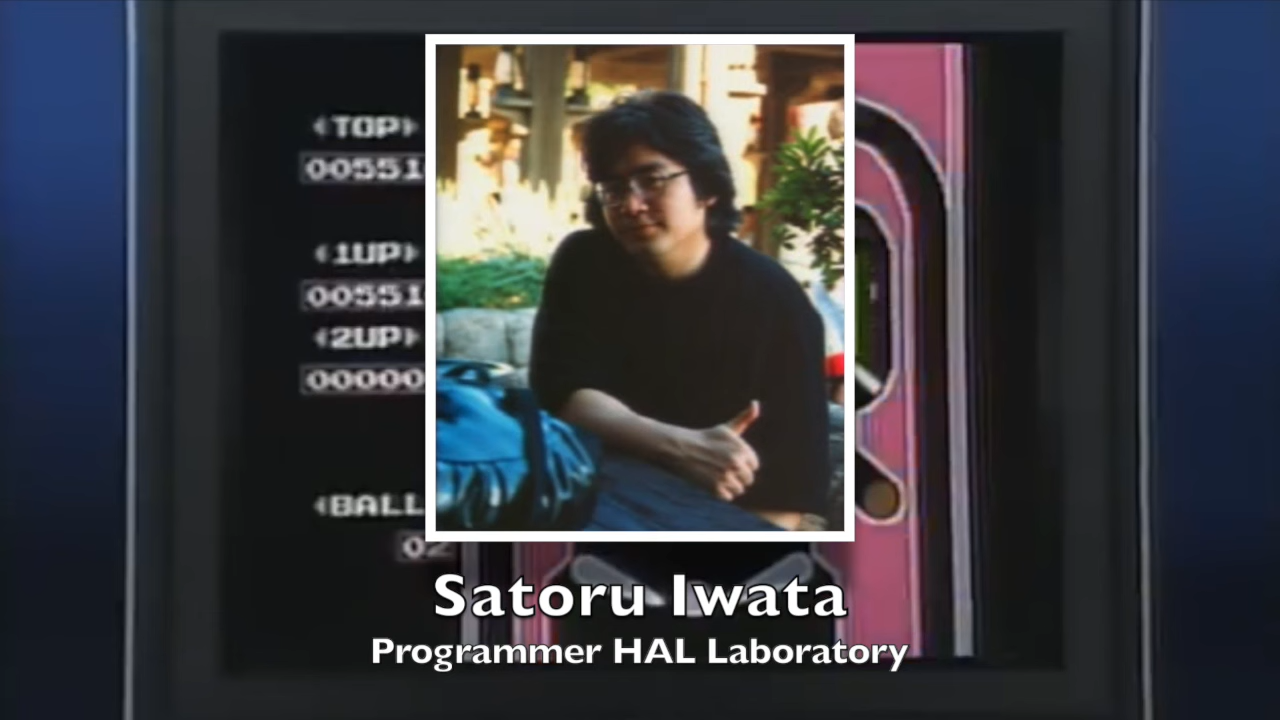 TOP
00551
1UP
00551
2UP
00000
BALL
02
Satoru Iwata
Programmer HAL Laboratory